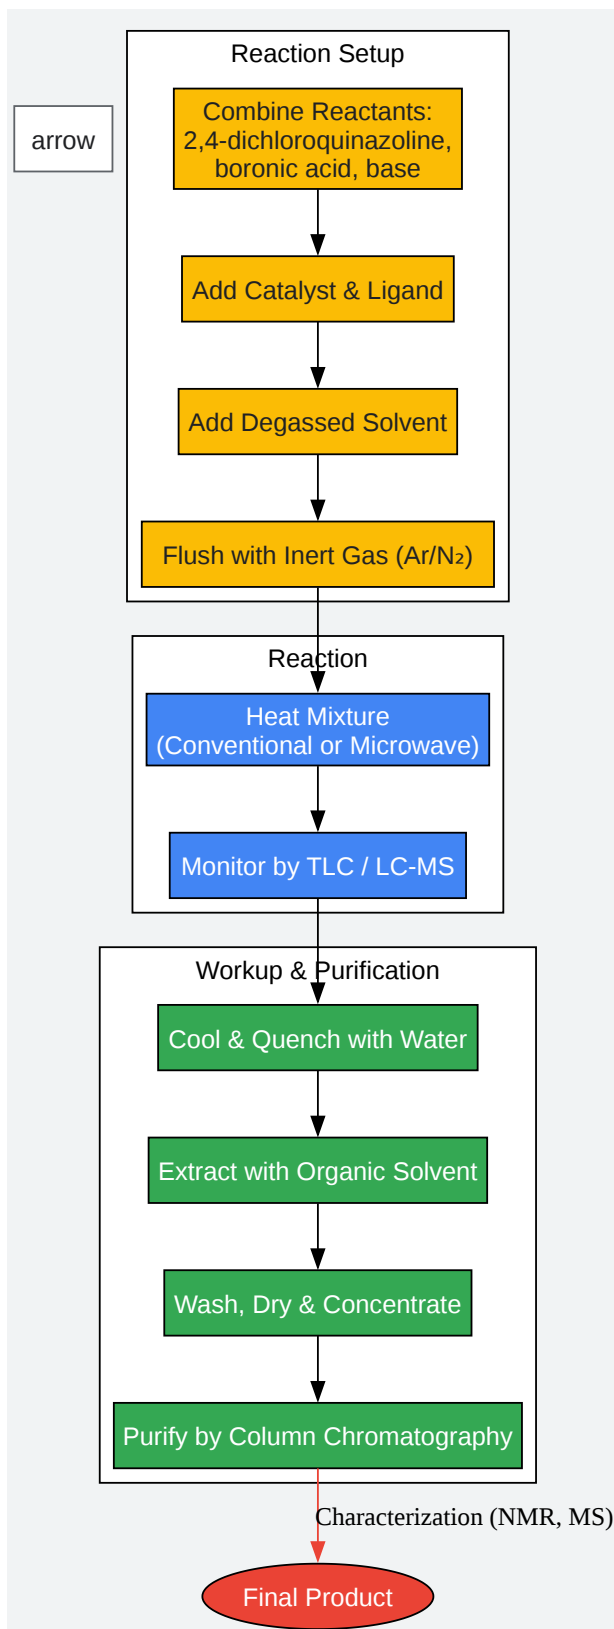 Reaction Setup
arrow
Combine Reactants:
2,4-dichloroquinazoline,
boronic acid, base
Add Catalyst & Ligand
Add Degassed Solvent
Flush with Inert Gas (Ar/N₂)
Reaction
Heat Mixture
(Conventional or Microwave)
Monitor by TLC / LC-MS
Workup & Purification
Cool & Quench with Water
Extract with Organic Solvent
Wash, Dry & Concentrate
Purify by Column Chromatography
Characterization (NMR, MS)
Final Product